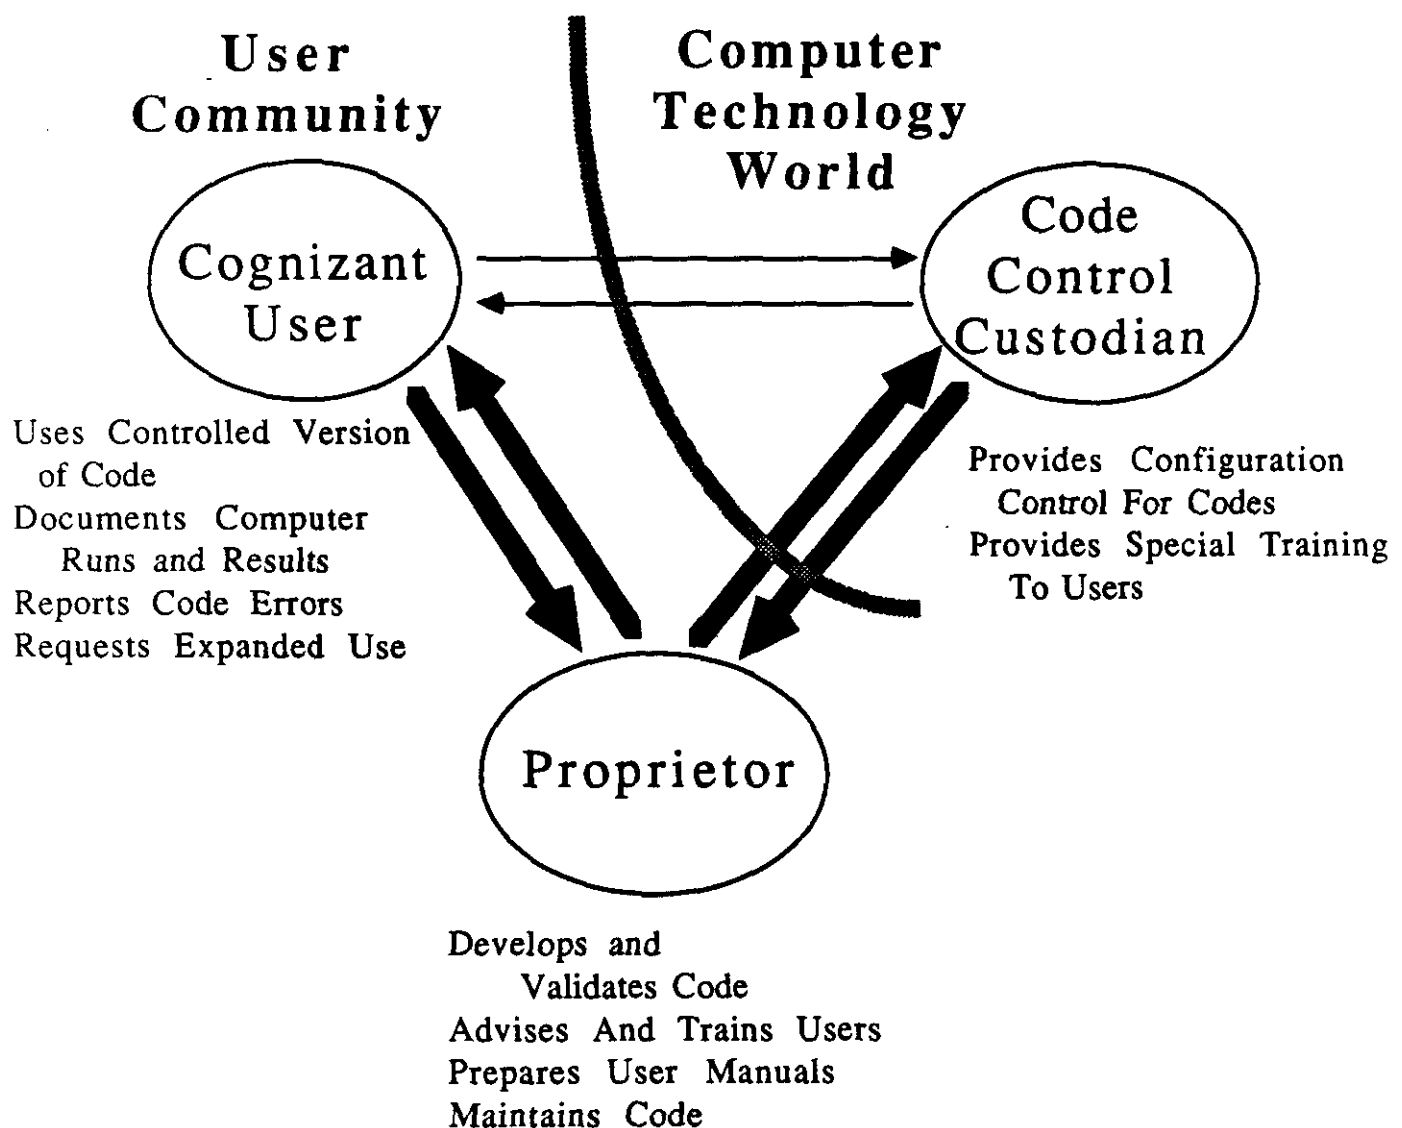 User
Community
Computer
Technology
World
Cognizant
User
Code
Control
Custodian
Uses Controlled Version
of Code
Documents Computer
Runs and Results
Reports Code Errors
Requests Expanded Use
Provides Configuration
Control For Codes
Provides Special Training
To Users
Proprietor
Develops and
Validates Code
Advises And Trains Users
Prepares User Manuals
Maintains Code